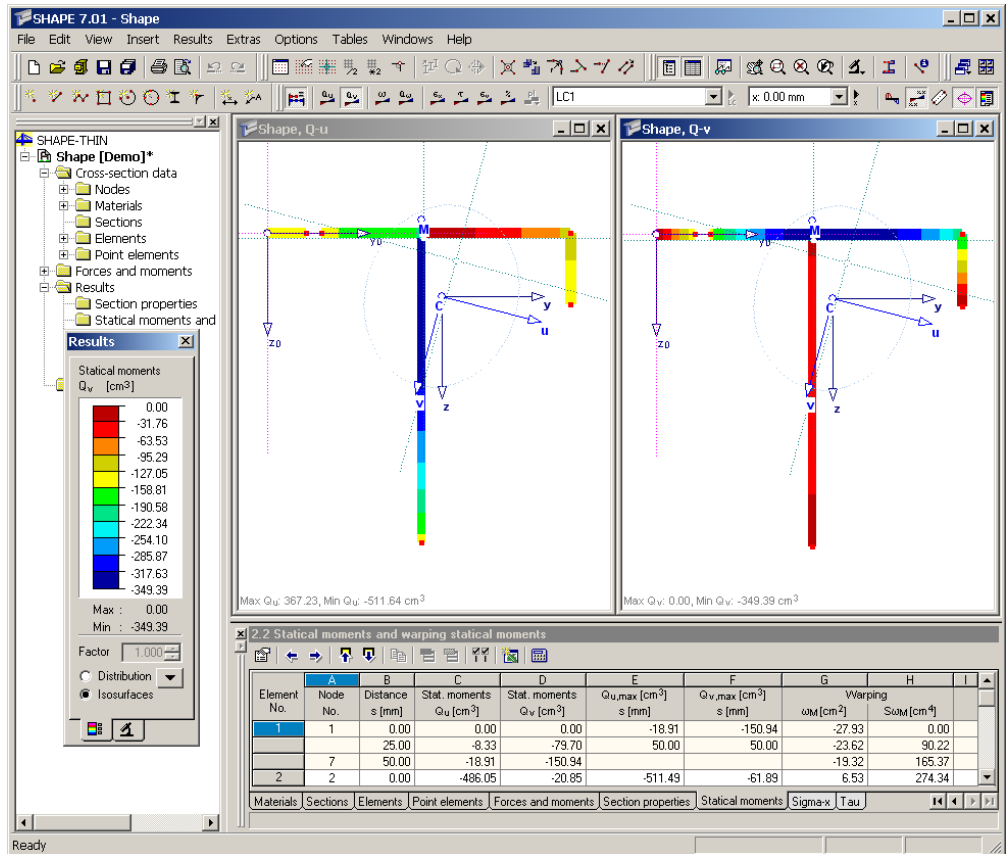 SHAPE 7.01 - Shape
File Edit View Insert Results Extras Options Tables Windows Help
LC1
x: 0.00 mm
SHAPE-THIN
Shape [Demo]*
Cross-section data
Nodes
Materials
Sections
Elements
Point elements
Forces and moments
Results
Section properties
Statical moments and
Results
Statical moments
Qv [cm3]
0.00
-31.76
-63.53
-95.29
-127.05
-158.81
-190.58
-222.34
-254.10
-285.87
-317.63
-349.39
Max : 0.00
Min : -349.39
Factor 1.000
Distribution
Isosurfaces
Shape, Q-u
M
y0
z0
C
y
u
v
z
Max Qu: 367.23, Min Qu: -511.64 cm3
Shape, Q-v
M
y0
z0
C
y
u
v
z
Max Qv: 0.00, Min Qv: -349.39 cm3
2.2 Statical moments and warping statical moments
A B C D E F G H I
Element Node Distance Stat. moments Stat. moments Qu,max [cm3] Qv,max [cm3] Warping
No. No. s [mm] Qu [cm3] Qv [cm3] s [mm] s [mm] ωM [cm2] SωM [cm4]
1 1 0.00 0.00 0.00 -18.91 -150.94 -27.93 0.00
25.00 -8.33 -79.70 50.00 50.00 -23.62 90.22
7 50.00 -18.91 -150.94 -19.32 165.37
2 2 0.00 -486.05 -20.85 -511.49 -61.89 6.53 274.34
Materials Sections Elements Point elements Forces and moments Section properties Statical moments Sigma-x Tau
Ready